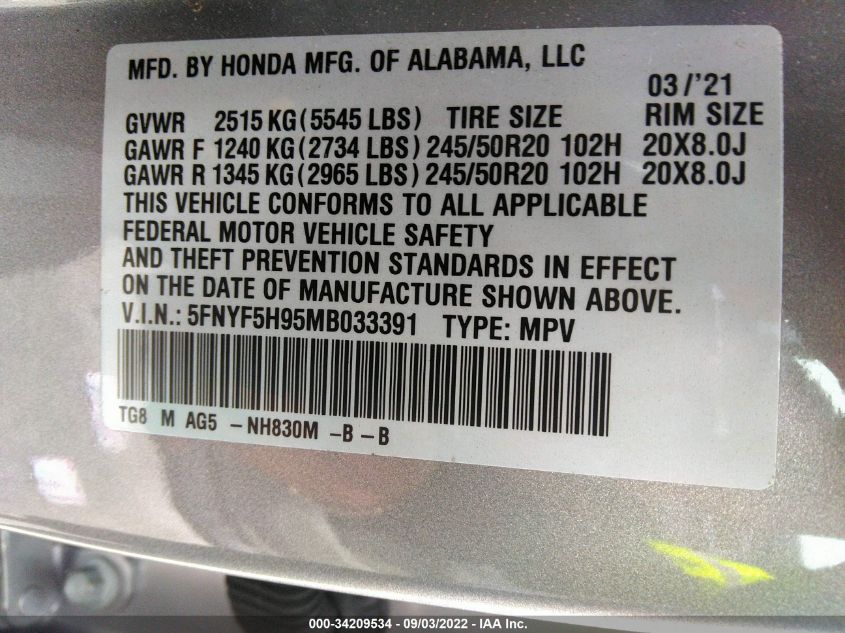 MFD. BY HONDA MFG. OF ALABAMA, LLC
03/'21
GVWR 2515 KG (5545 LBS) TIRE SIZE RIM SIZE
GAWR F 1240 KG (2734 LBS) 245/50R20 102H 20X8.0J
GAWR R 1345 KG (2965 LBS) 245/50R20 102H 20X8.0J
THIS VEHICLE CONFORMS TO ALL APPLICABLE
FEDERAL MOTOR VEHICLE SAFETY
AND THEFT PREVENTION STANDARDS IN EFFECT
ON THE DATE OF MANUFACTURE SHOWN ABOVE.
V.I.N.: 5FNYF5H95MB033391 TYPE: MPV
TG8 M AG5 -NH830M -B -B
000-34209534 - 09/03/2022 - IAA Inc.